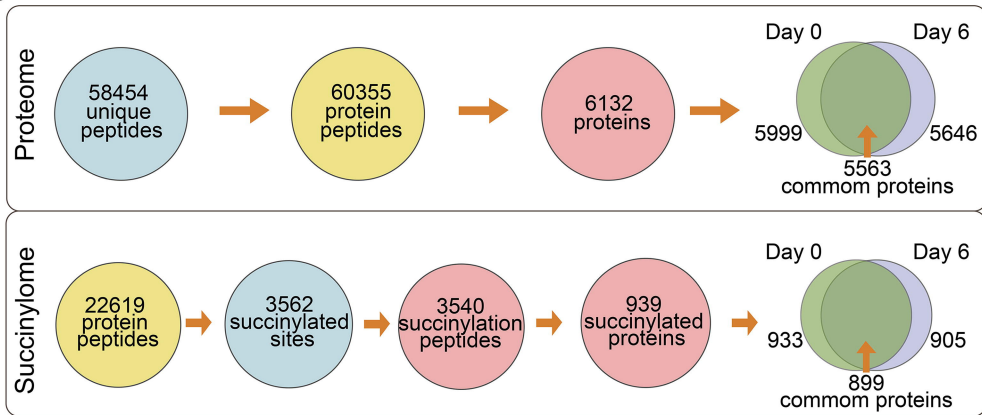 Proteome
58454
unique
peptides
60355
protein
peptides
6132
proteins
Day 0
Day 6
5999
5646
5563
commom proteins
Succinylome
22619
protein
peptides
3562
succinylated
sites
3540
succinylation
peptides
939
succinylated
proteins
Day 0
Day 6
933
905
899
commom proteins